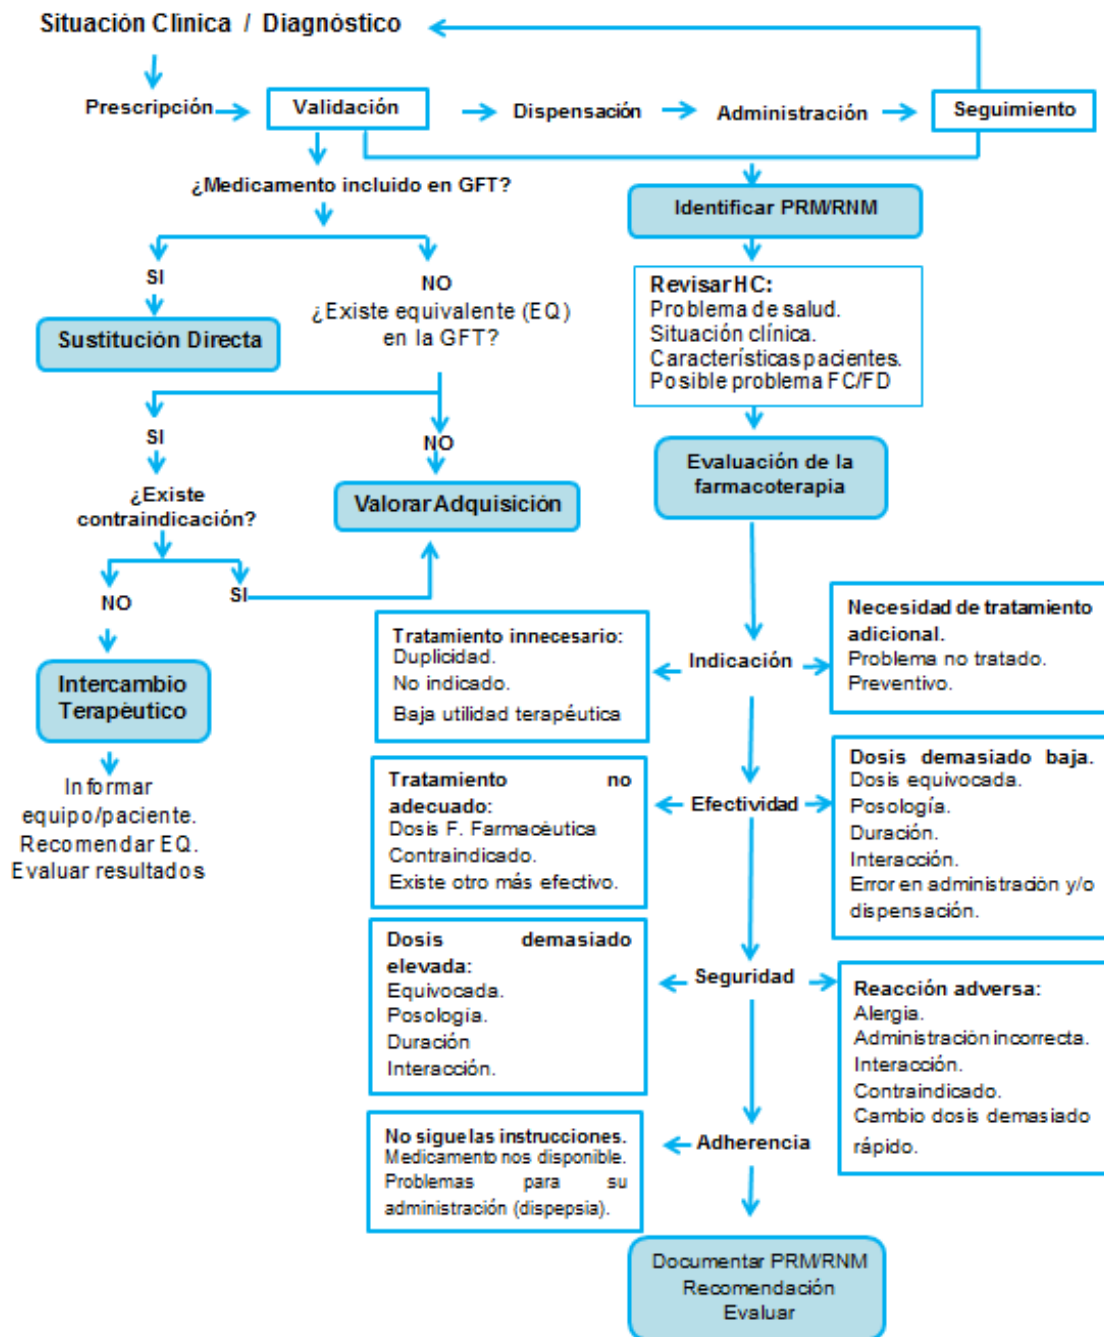 Situación Clínica / Diagnóstico
Prescripción
Validación
Dispensación
Administración
Seguimiento
¿Medicamento incluido en GFT?
SI
Sustitución Directa
NO
¿Existe equivalente (EQ)
en la GFT?
SI
NO
¿Existe
contraindicación?
Valorar Adquisición
NO
SI
Intercambio
Terapéutico
Informar
equipo/paciente.
Recomendar EQ.
Evaluar resultados
Identificar PRM/RNM
Revisar HC:
Problema de salud.
Situación clínica.
Características pacientes.
Posible problema FC/FD
Evaluación de la
farmacoterapia
Tratamiento innecesario:
Duplicidad.
No indicado.
Baja utilidad terapéutica
Indicación
Necesidad de tratamiento
adicional.
Problema no tratado.
Preventivo.
Tratamiento no
adecuado:
Dosis F. Farmacéutica
Contraindicado.
Existe otro más efectivo.
Efectividad
Dosis demasiado baja.
Dosis equivocada.
Posología.
Duración.
Interacción.
Error en administración y/o
dispensación.
Dosis demasiado
elevada:
Equivocada.
Posología.
Duración
Interacción.
Seguridad
Reacción adversa:
Alergia.
Administración incorrecta.
Interacción.
Contraindicado.
Cambio dosis demasiado
rápido.
No sigue las instrucciones.
Medicamento nos disponible.
Problemas para su
administración (dispepsia).
Adherencia
Documentar PRM/RNM
Recomendación
Evaluar